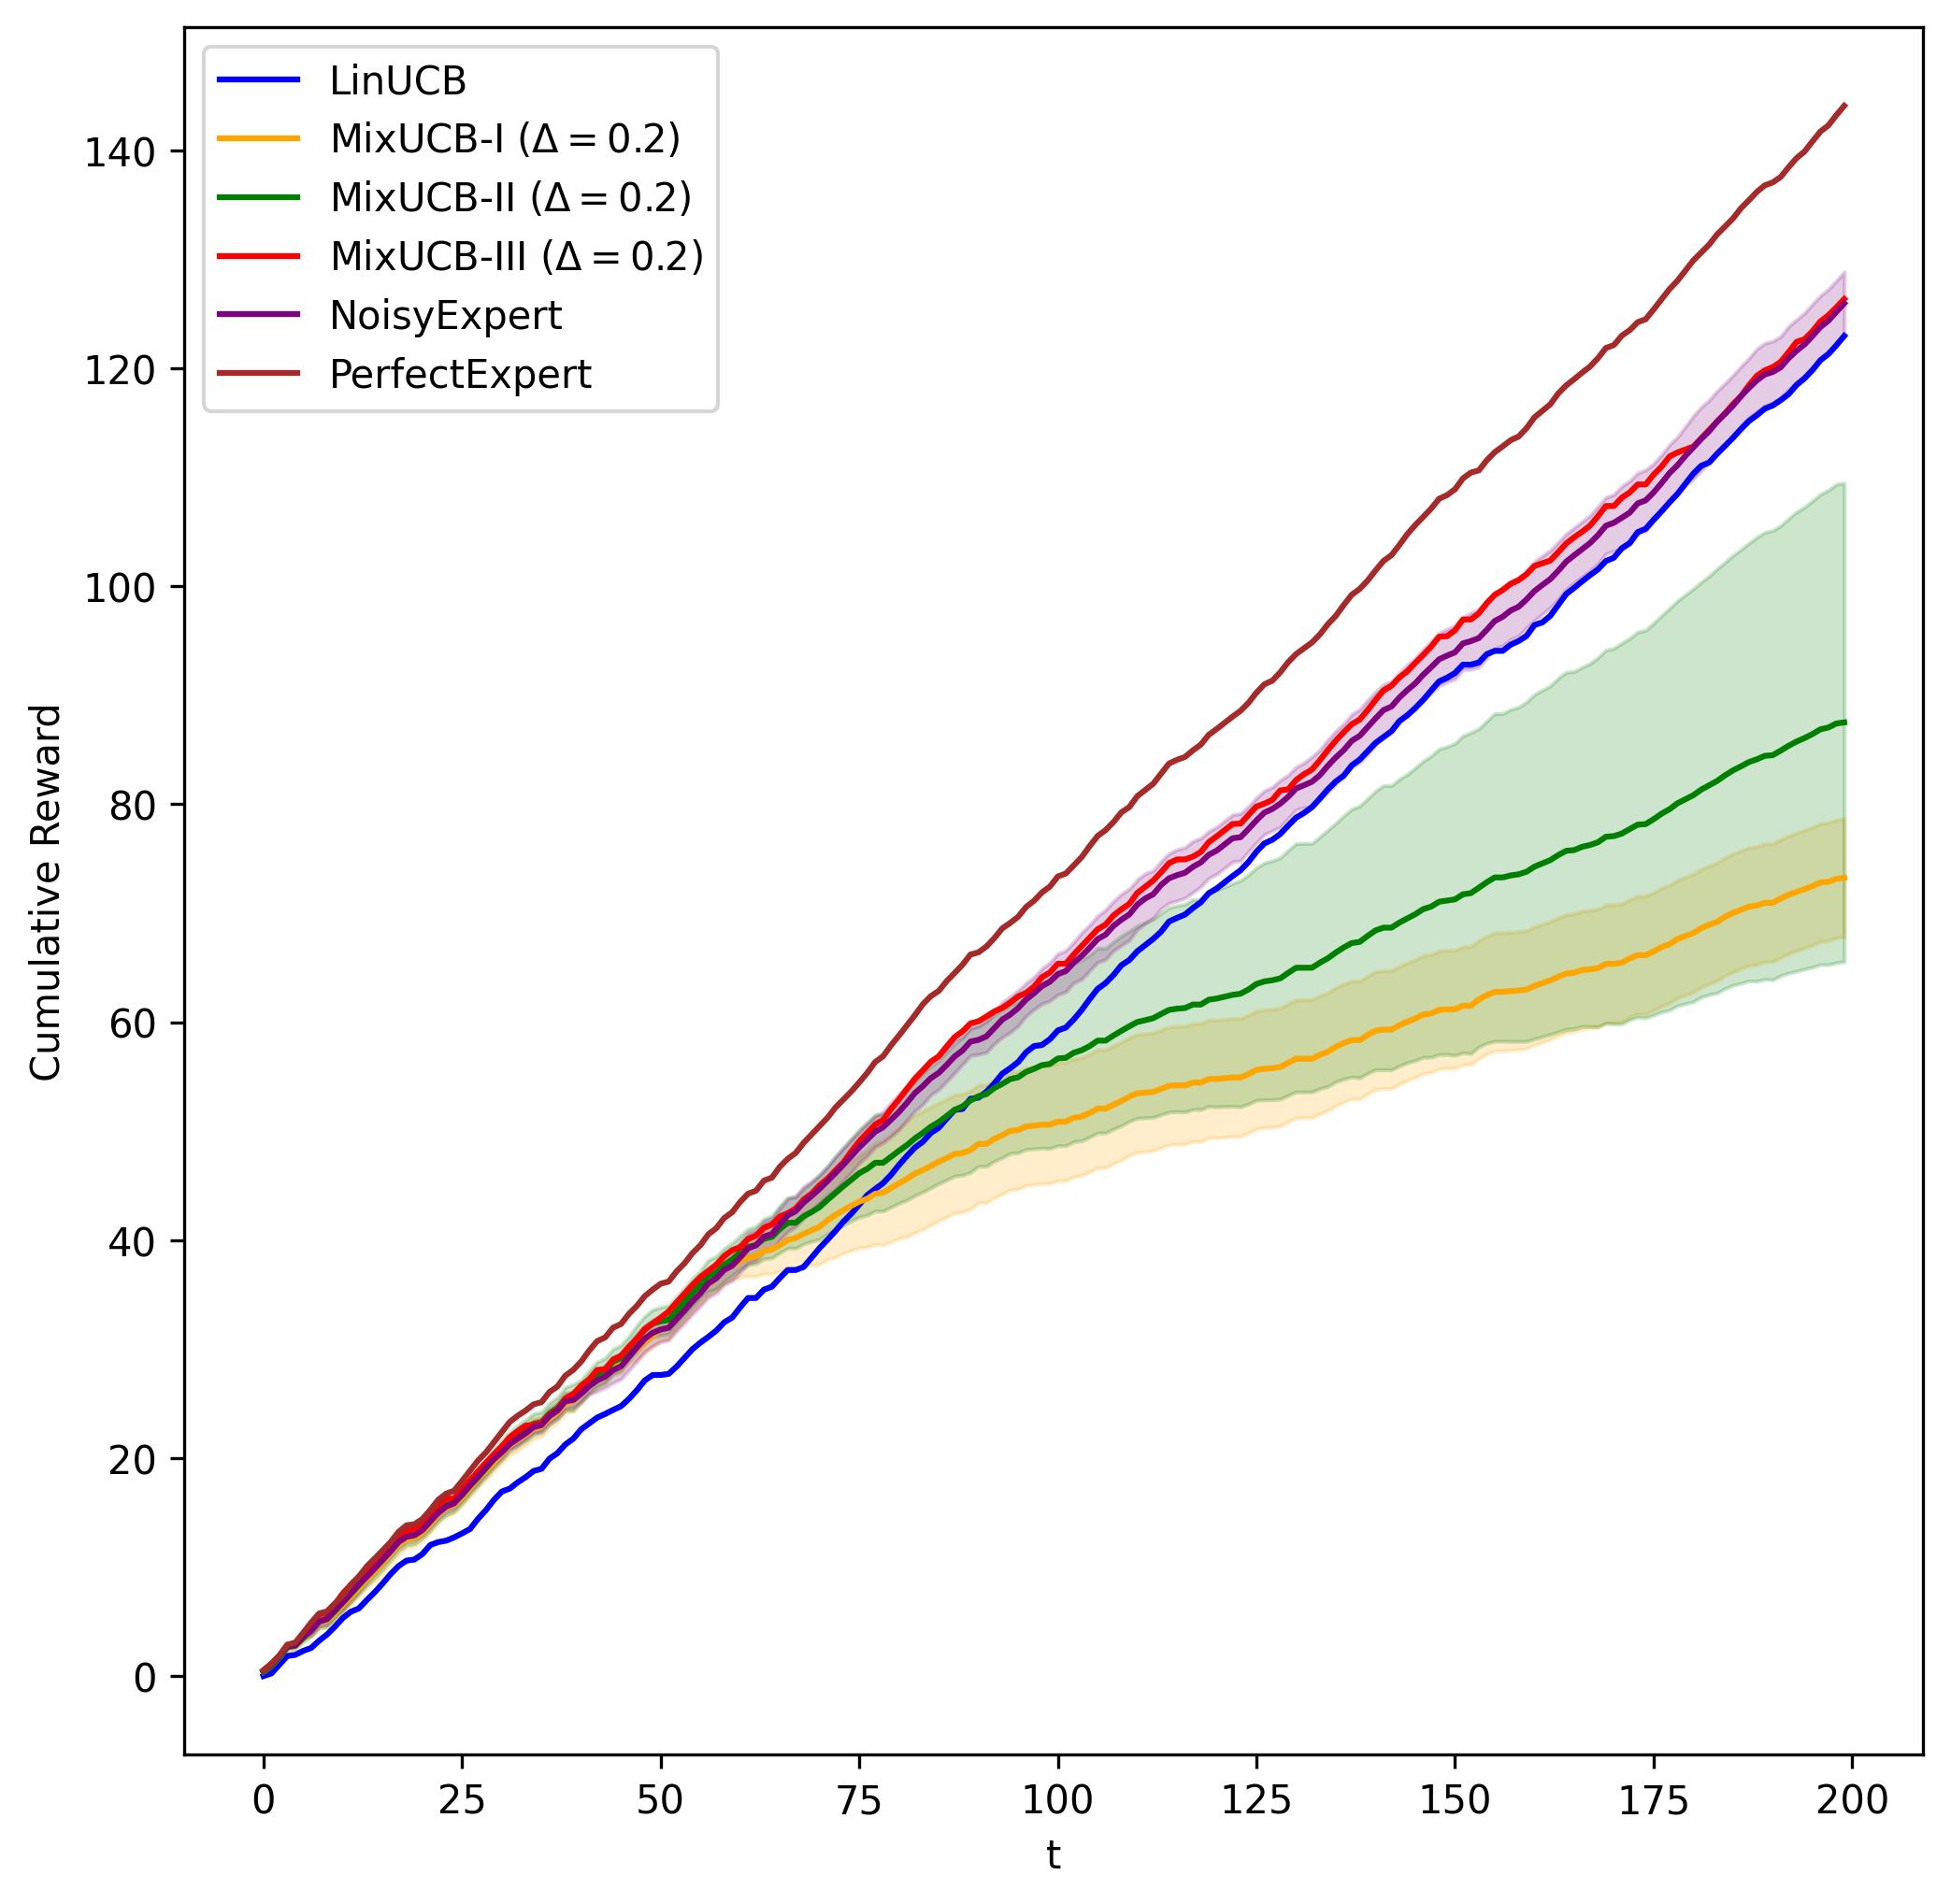 LinUCB
MixUCB-I (Δ = 0.2)
MixUCB-II (Δ = 0.2)
MixUCB-III (Δ = 0.2)
NoisyExpert
PerfectExpert
Cumulative Reward
140
120
100
80
60
40
20
0
0 25 50 75 100 125 150 175 200
t